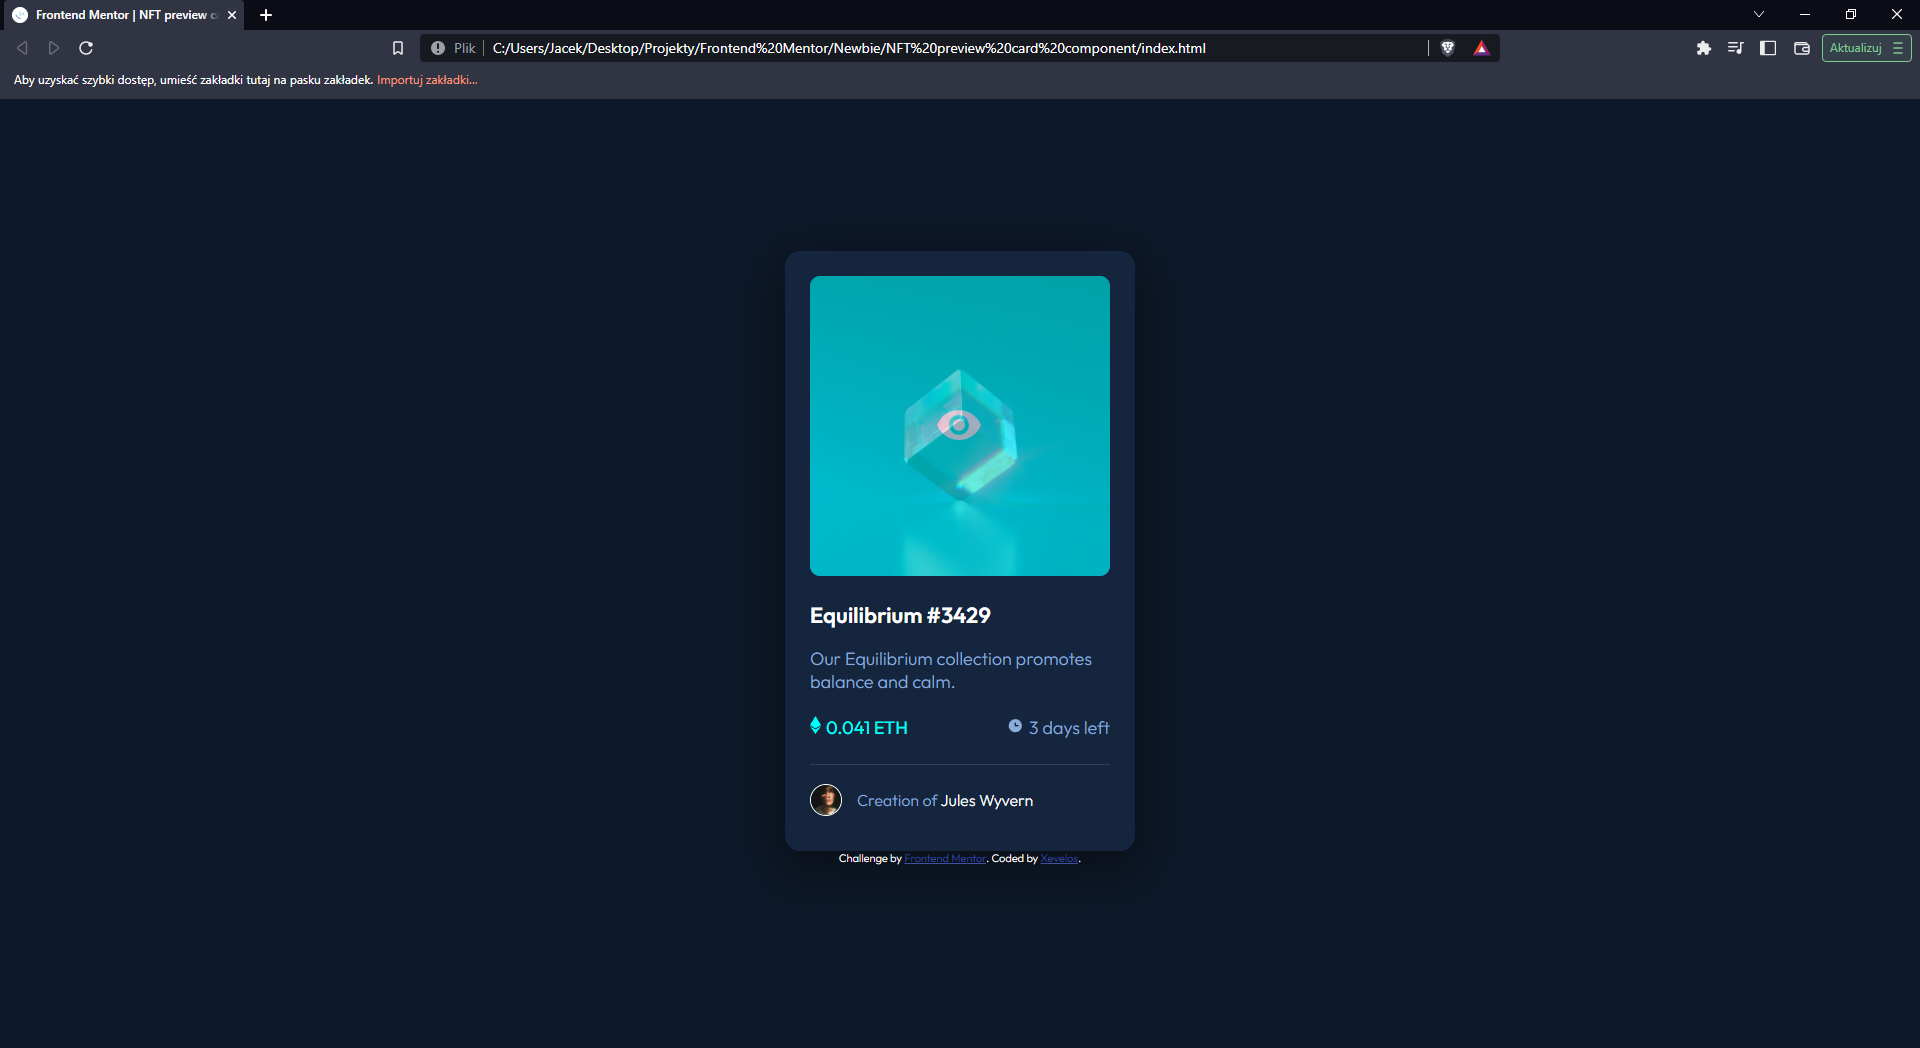 Frontend Mentor | NFT preview c
Plik
C:/Users/Jacek/Desktop/Projekty/Frontend%20Mentor/Newbie/NFT%20preview%20card%20component/index.html
Aktualizuj
Aby uzyskać szybki dostęp, umieść zakładki tutaj na pasku zakładek. Importuj zakładki...
Equilibrium #3429
Our Equilibrium collection promotes
balance and calm.
0.041 ETH
3 days left
Creation of Jules Wyvern
Challenge by Frontend Mentor. Coded by Xevelos.